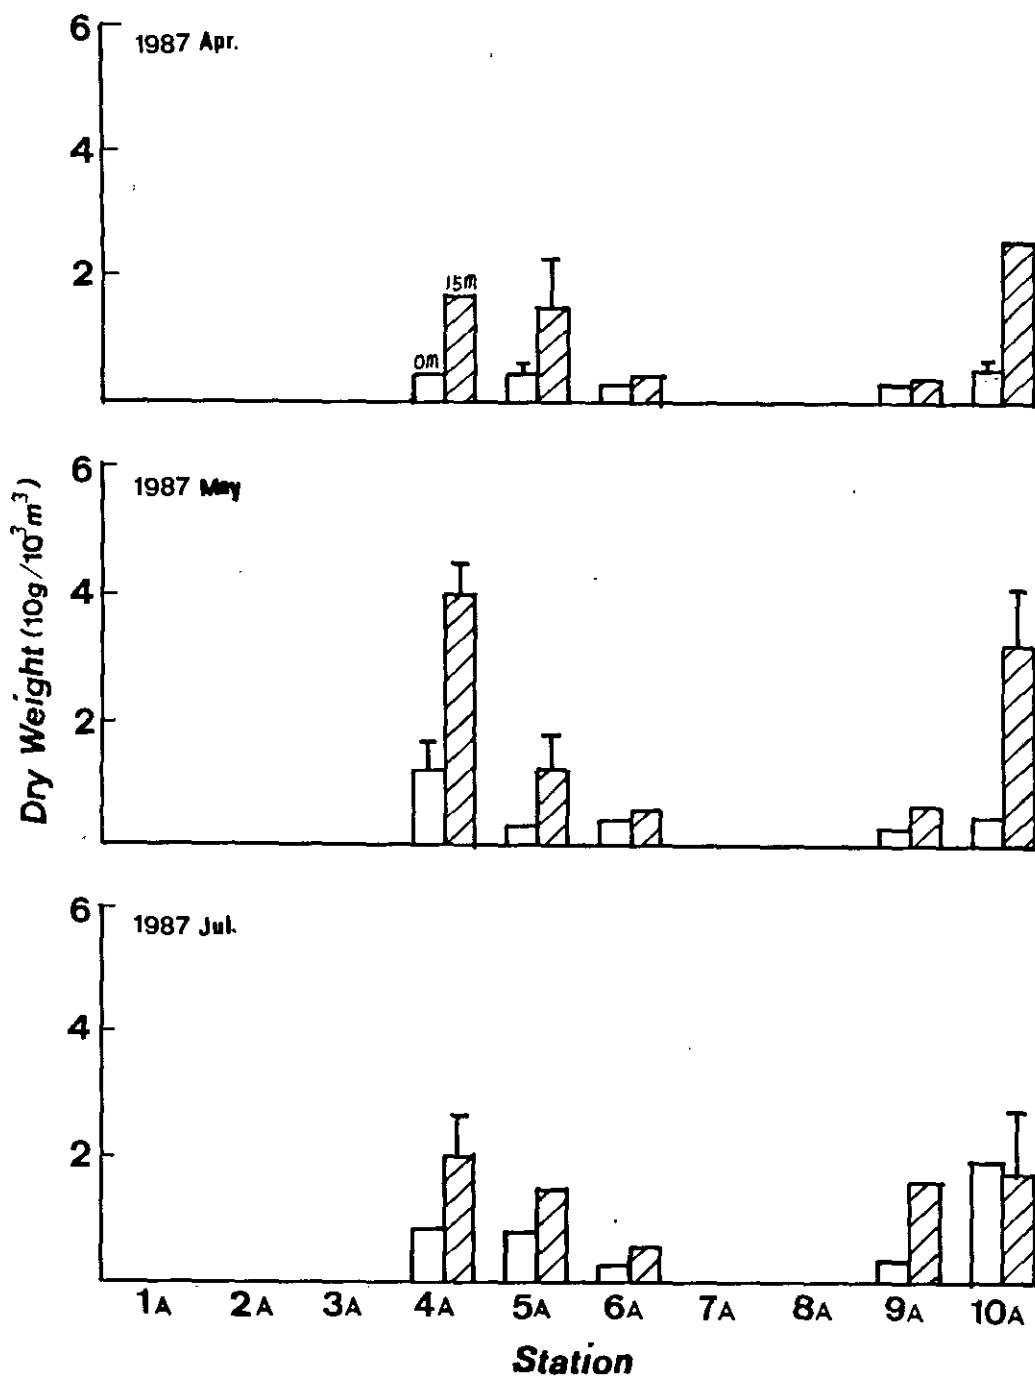 6
1987 Apr.
4
2
15m
0m
6
1987 May
4
2
Dry Weight (10g/10³m³)
6
1987 Jul.
4
2
1A 2A 3A 4A 5A 6A 7A 8A 9A 10A
Station